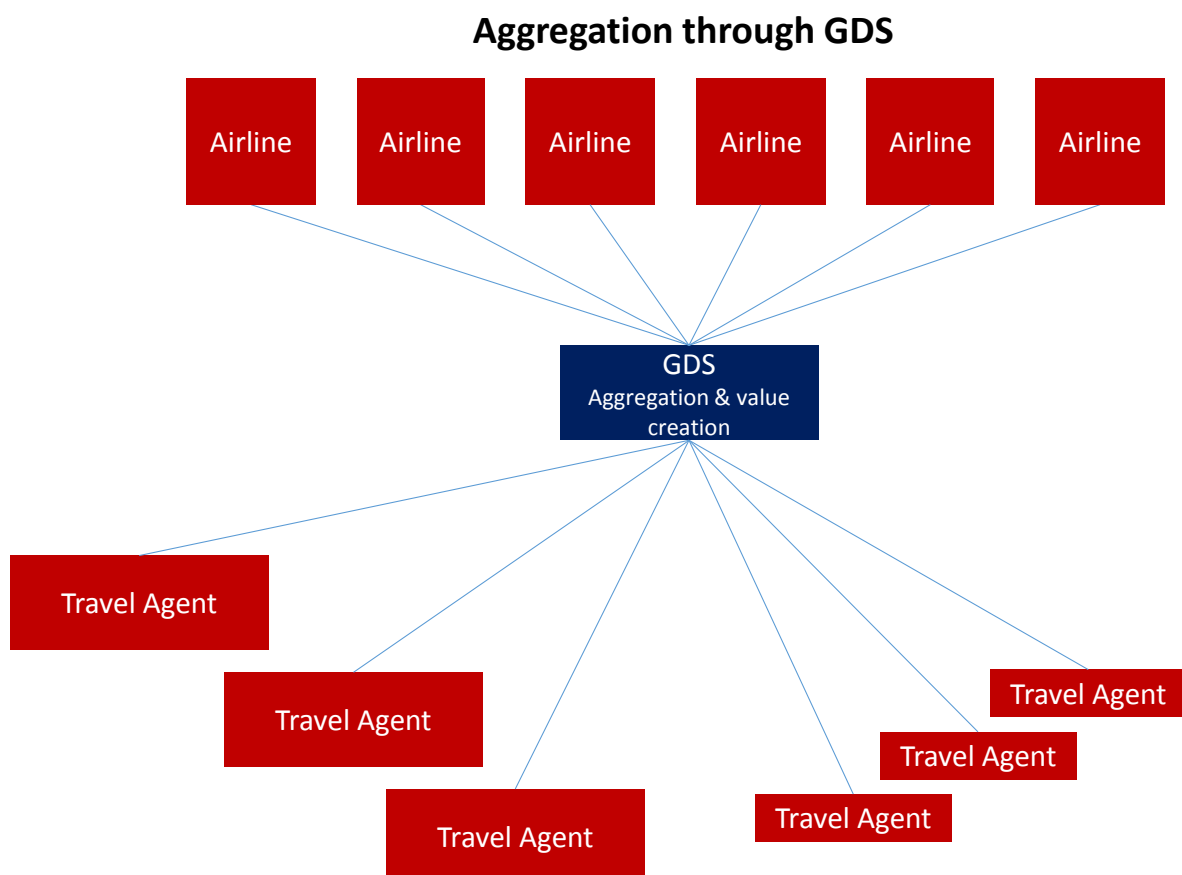 Aggregation through GDS
Airline
Airline
Airline
Airline
Airline
Airline
GDS
Aggregation & value
creation
Travel Agent
Travel Agent
Travel Agent
Travel Agent
Travel Agent
Travel Agent